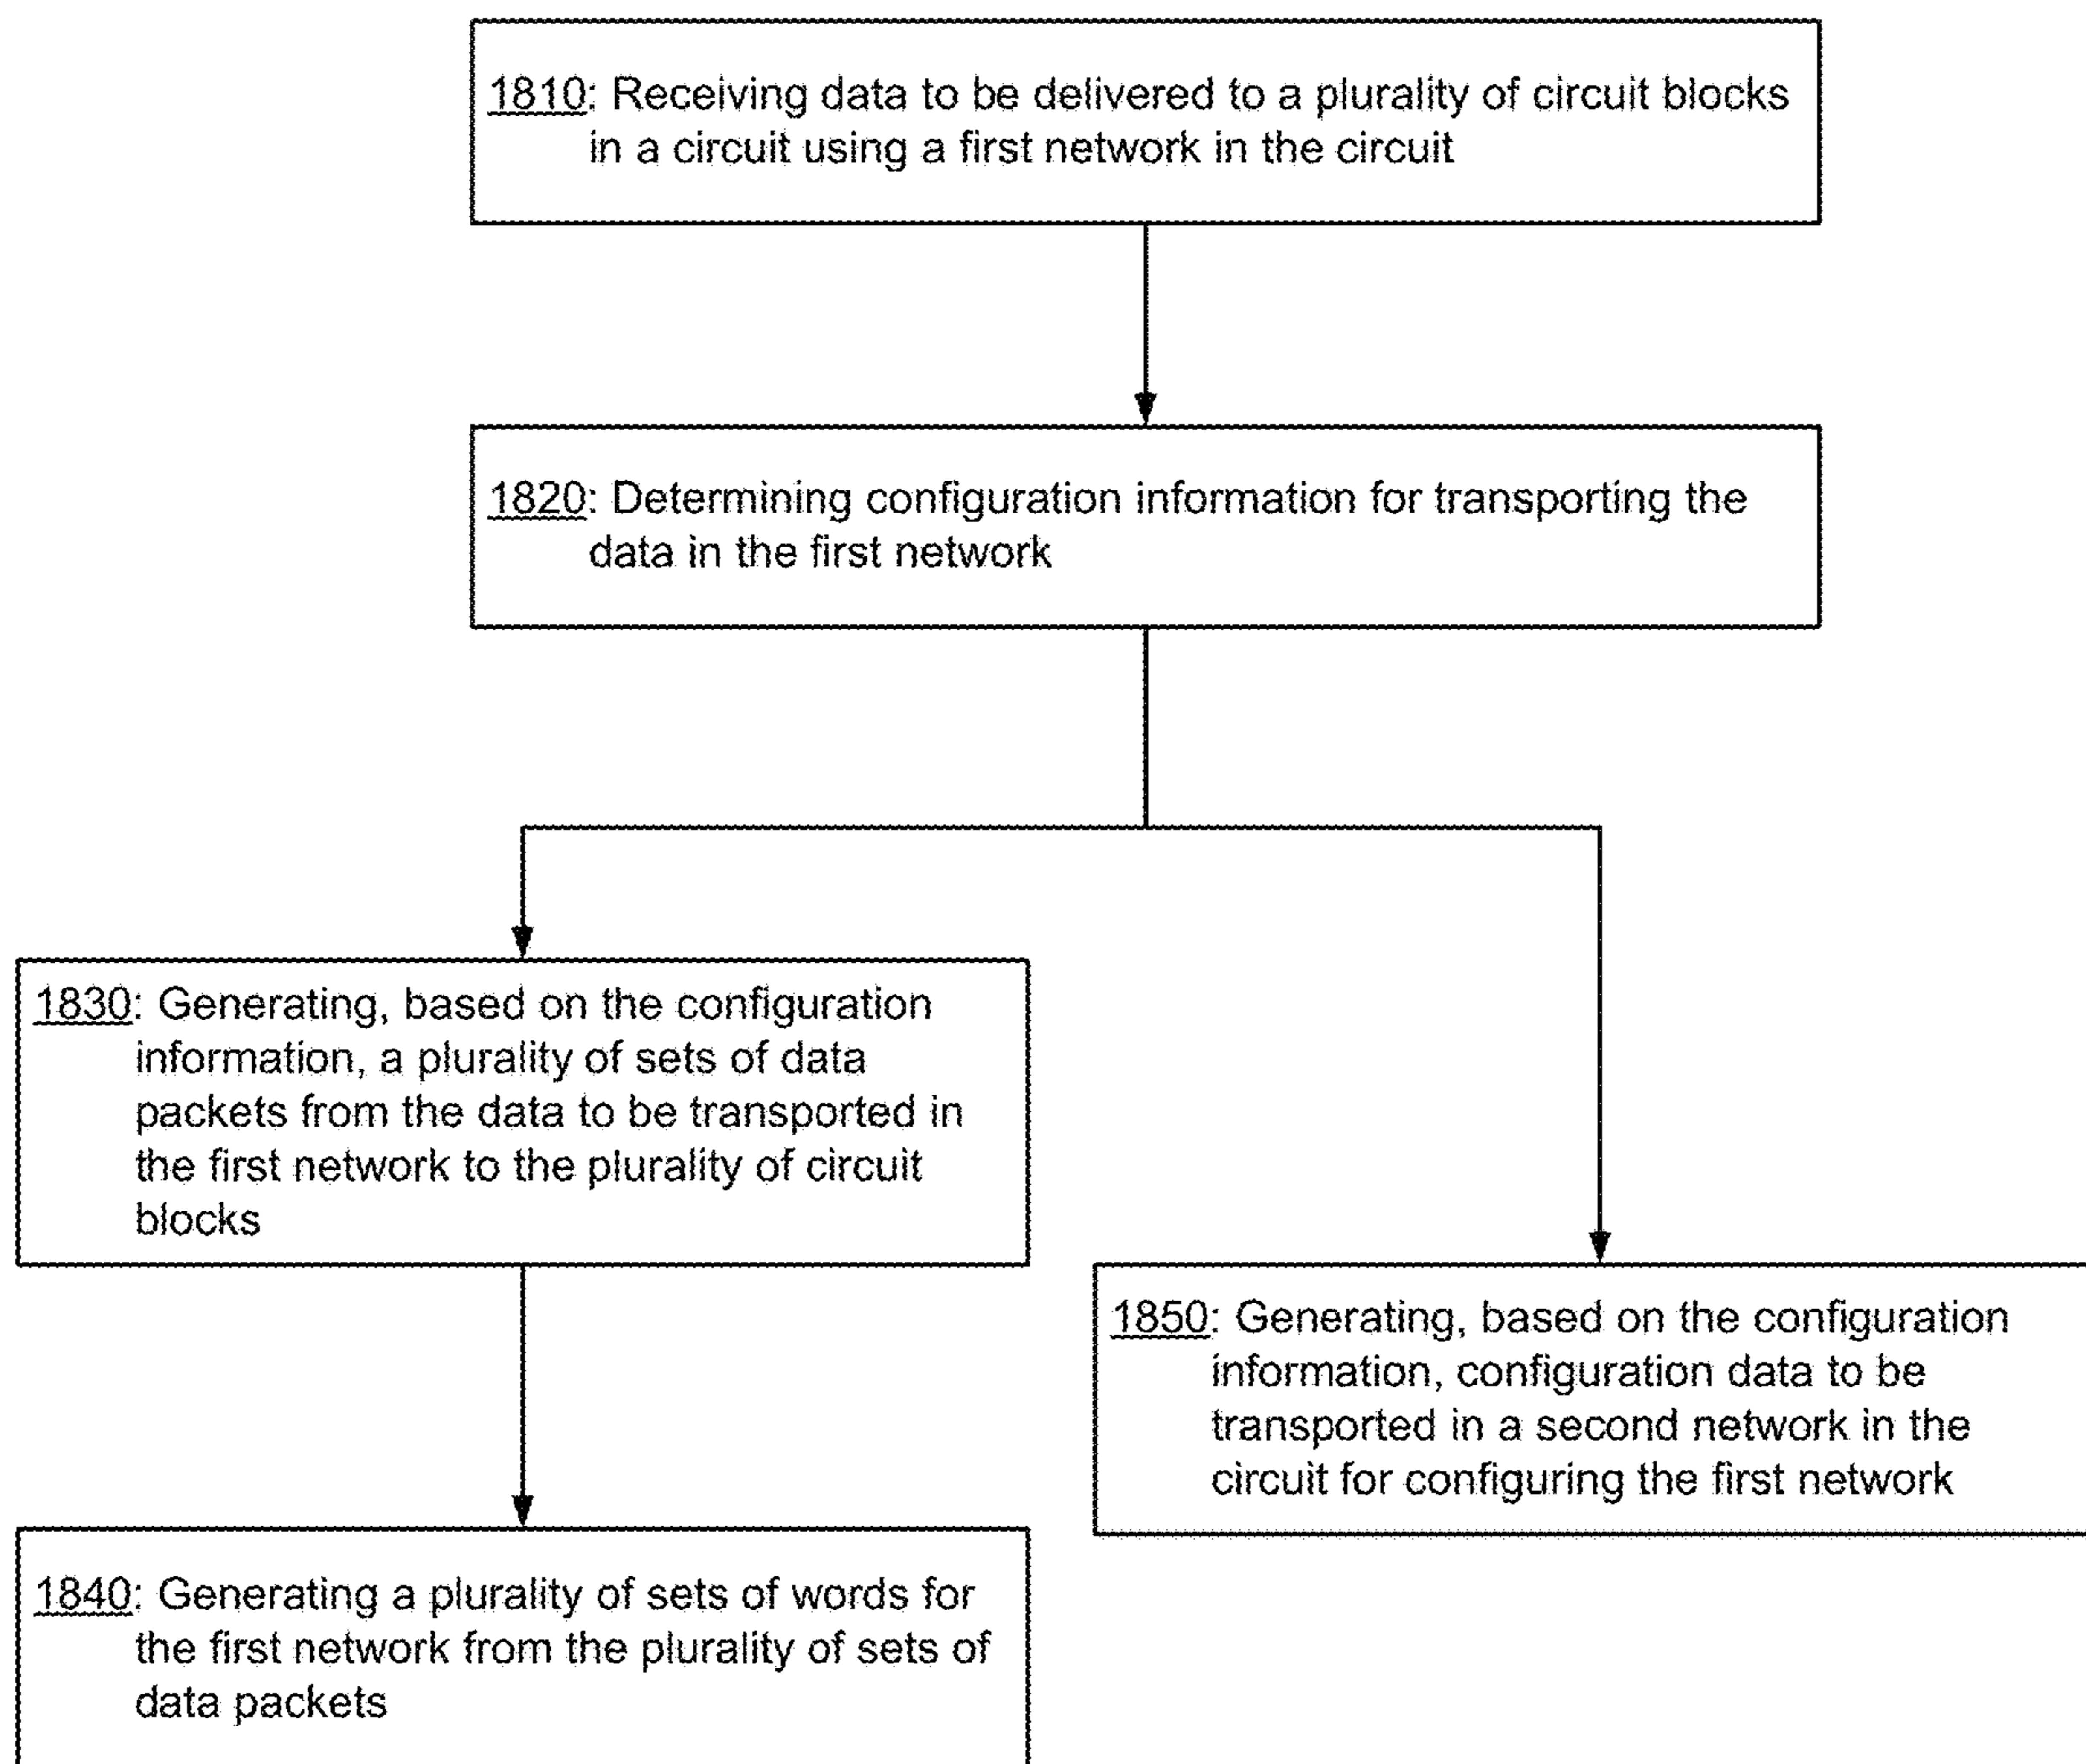 1810: Receiving data to be delivered to a plurality of circuit blocks
in a circuit using a first network in the circuit
1820: Determining configuration information for transporting the
data in the first network
1830: Generating, based on the configuration
information, a plurality of sets of data
packets from the data to be transported in
the first network to the plurality of circuit
blocks
1850: Generating, based on the configuration
information, configuration data to be
transported in a second network in the
circuit for configuring the first network
1840: Generating a plurality of sets of words for
the first network from the plurality of sets of
data packets